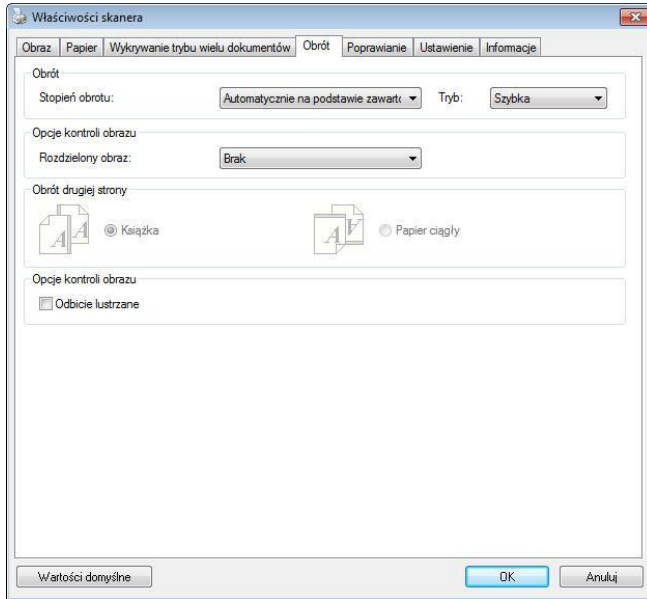 Właściwości skanera
Obraz Papier Wykrywanie trybu wielu dokumentów Obrót Poprawianie Ustawienie Informacje
Obrót
Stopień obrotu: Automatycznie na podstawie zawartc Tryb: Szybka
Opcje kontroli obrazu
Rozdzielony obraz: Brak
Obrót drugiej strony
Książka Papier ciągły
Opcje kontroli obrazu
Odbicie lustrzane
Wartości domyślne OK Anuluj